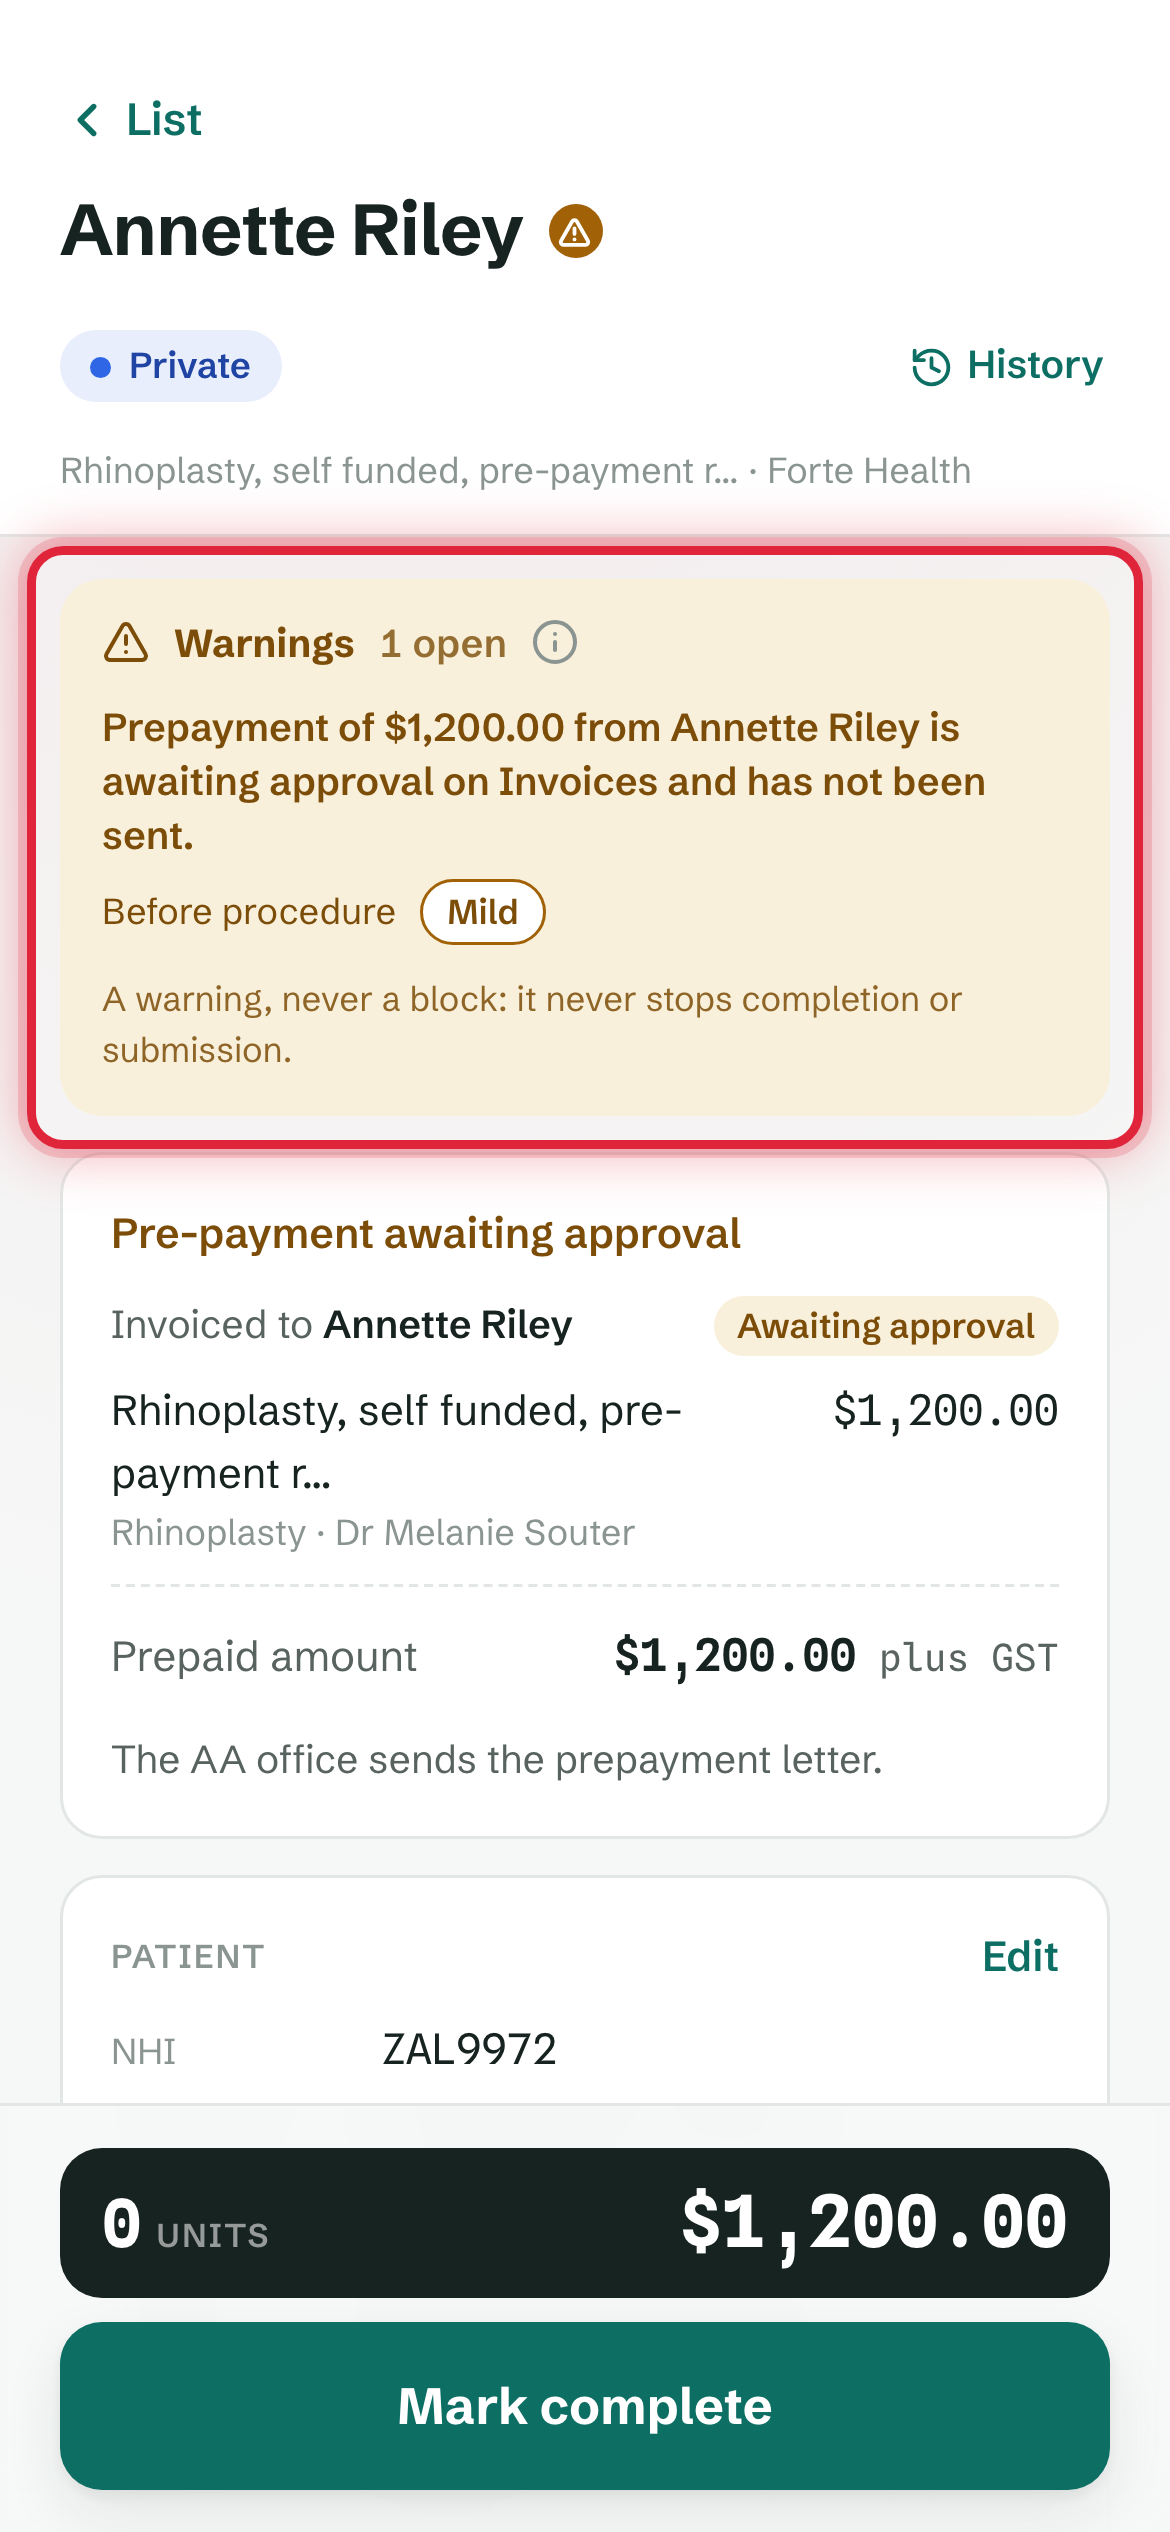 List
Annette Riley
Private
History
Rhinoplasty, self funded, pre-payment r... · Forte Health
Warnings 1 open
Prepayment of $1,200.00 from Annette Riley is
awaiting approval on Invoices and has not been
sent.
Before procedure Mild
A warning, never a block: it never stops completion or
submission.
Pre-payment awaiting approval
Invoiced to Annette Riley
Awaiting approval
Rhinoplasty, self funded, pre-
payment r...
$1,200.00
Rhinoplasty · Dr Melanie Souter
Prepaid amount
$1,200.00 plus GST
The AA office sends the prepayment letter.
PATIENT
Edit
NHI
ZAL9972
0 UNITS
$1,200.00
Mark complete